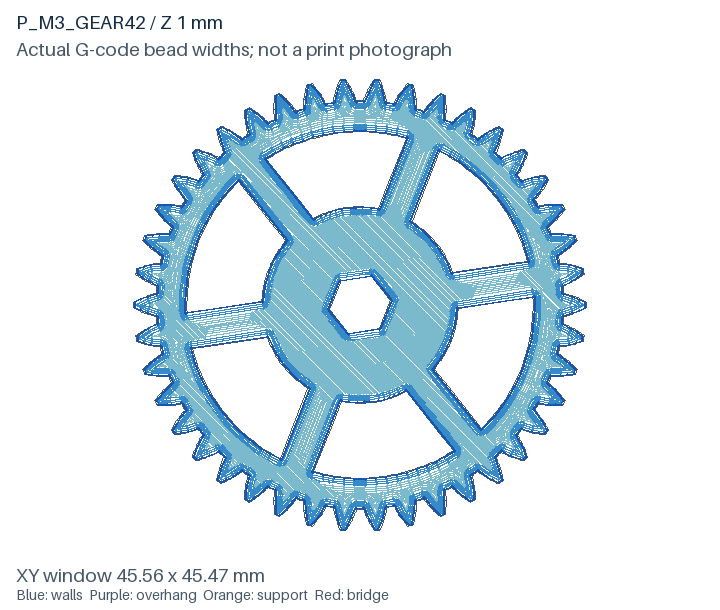 P_M3_GEAR42 / Z 1 mm
Actual G-code bead widths; not a print photograph
XY window 45.56 x 45.47 mm
Blue: walls  Purple: overhang  Orange: support  Red: bridge